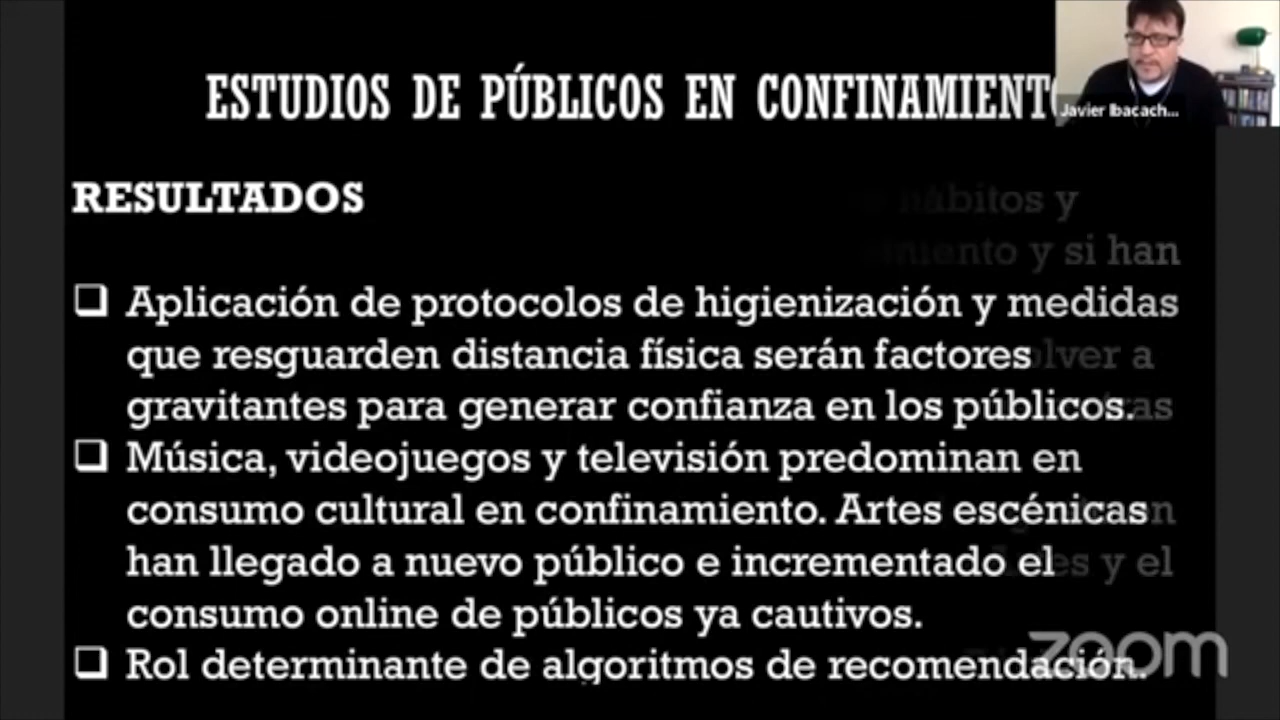 ESTUDIOS DE PÚBLICOS EN CONFINAMIENTO
Javier Ibacach...
RESULTADOS
hábitos y
y si han
❑ Aplicación de protocolos de higienización y medidas
que resguarden distancia física serán factores
gravitantes para generar confianza en los públicos.
❑ Música, videojuegos y televisión predominan en
consumo cultural en confinamiento. Artes escénicas
han llegado a nuevo público e incrementado el
consumo online de públicos ya cautivos.
❑ Rol determinante de algoritmos de recomendación.
zoom